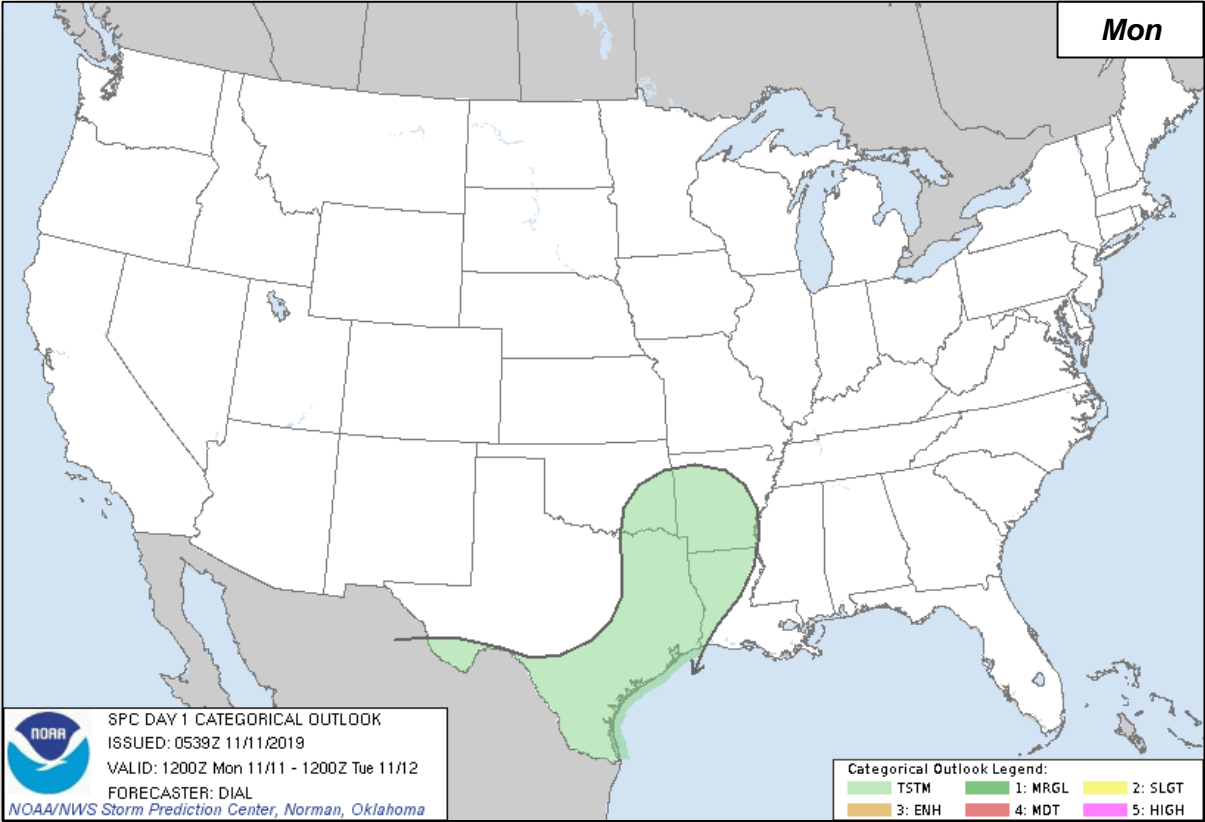 Mon
NOAA
SPC DAY 1 CATEGORICAL OUTLOOK
ISSUED: 0539Z 11/11/2019
VALID: 1200Z Mon 11/11 - 1200Z Tue 11/12
FORECASTER: DIAL
NOAA/NWS Storm Prediction Center, Norman, Oklahoma
Categorical Outlook Legend:
TSTM 1: MRGL 2: SLGT
3: ENH 4: MDT 5: HIGH